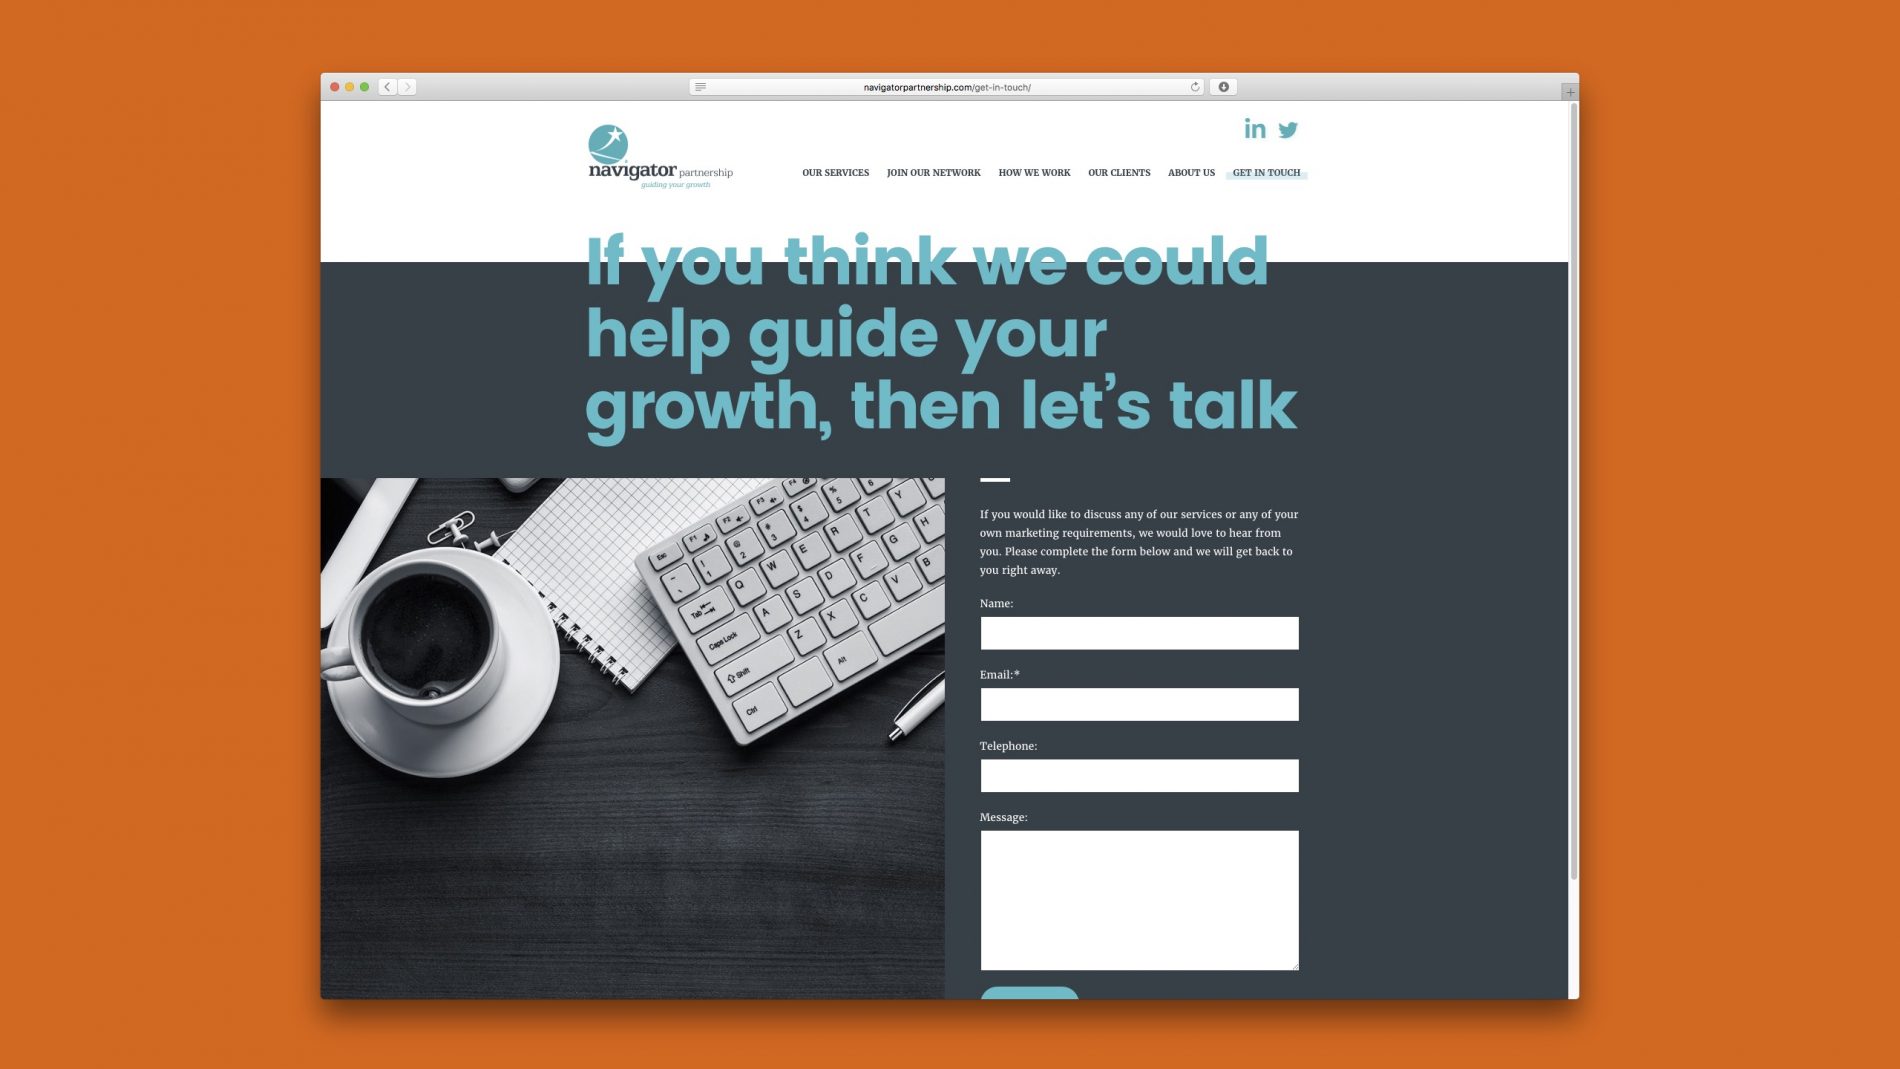 navigatorpartnership.com/get-in-touch/
in
navigator partnership
guiding your growth
OUR SERVICES JOIN OUR NETWORK HOW WE WORK OUR CLIENTS ABOUT US GET IN TOUCH
If you think we could
help guide your
growth, then let’s talk
If you would like to discuss any of our services or any of your
own marketing requirements, we would love to hear from
you. Please complete the form below and we will get back to
you right away.
Name:
Email:*
Telephone:
Message:
Esc F1 F2 F3 F4
~ ! 1 @ 2 # 3 $ 4 % 5 6
Tab Q W E R T Y
Caps Lock A S D F G H
Shift Z X C V B
Ctrl Alt